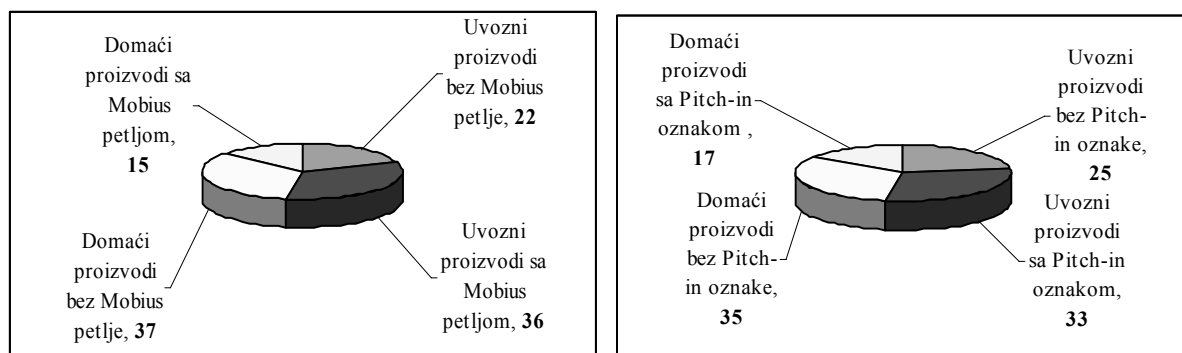 Domaći
proizvodi sa
Mobius
petljom,
15
Uvozni
proizvodi
bez Mobius
petlje, 22
Domaći
proizvodi
bez Mobius
petlje, 37
Uvozni
proizvodi sa
Mobius
petljom, 36
Domaći
proizvodi
sa Pitch-in
oznakom ,
17
Uvozni
proizvodi
bez Pitch-
in oznake,
25
Domaći
proizvodi
bez Pitch-
in oznake,
35
Uvozni
proizvodi
sa Pitch-in
oznakom,
33